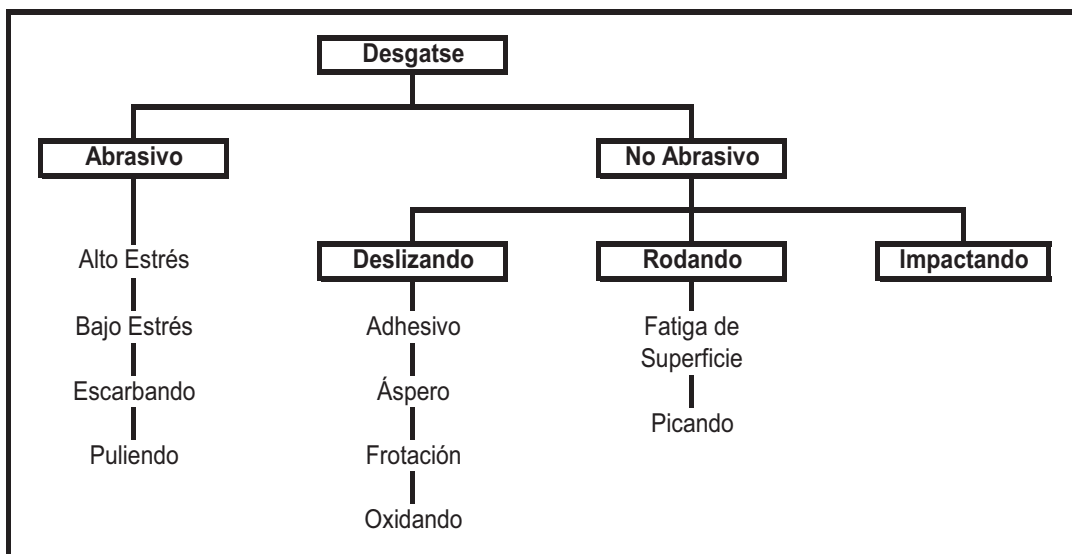 Desgatse
Abrasivo
No Abrasivo
Alto Estrés
Bajo Estrés
Escarbando
Puliendo
Deslizando
Adhesivo
Áspero
Frotación
Oxidando
Rodando
Fatiga de
Superficie
Picando
Impactando